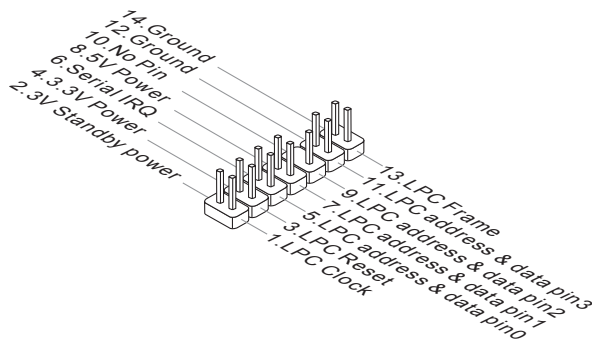 14.Ground
12.Ground
10.No Pin
8.5V Power
6.Serial IRQ
4.3.3V Power
2.3V Standby power
13.LPC Frame
11.LPC address & data pin3
9.LPC address & data pin2
7.LPC address & data pin1
5.LPC address & data pin0
3.LPC Reset
1.LPC Clock